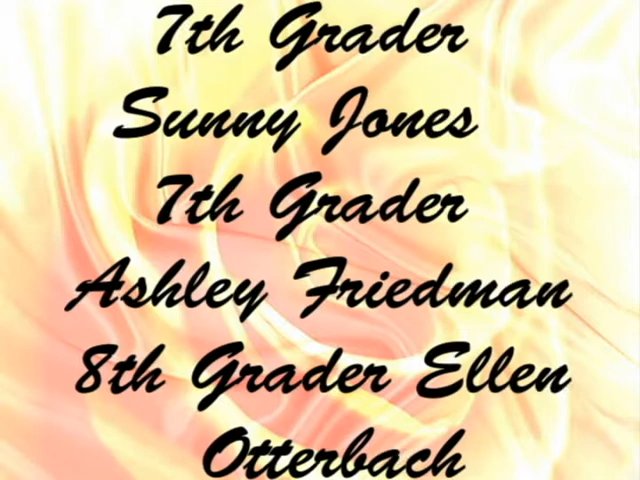 7th Grader
Sunny Jones
7th Grader
Ashley Friedman
8th Grader Ellen
Otterbach